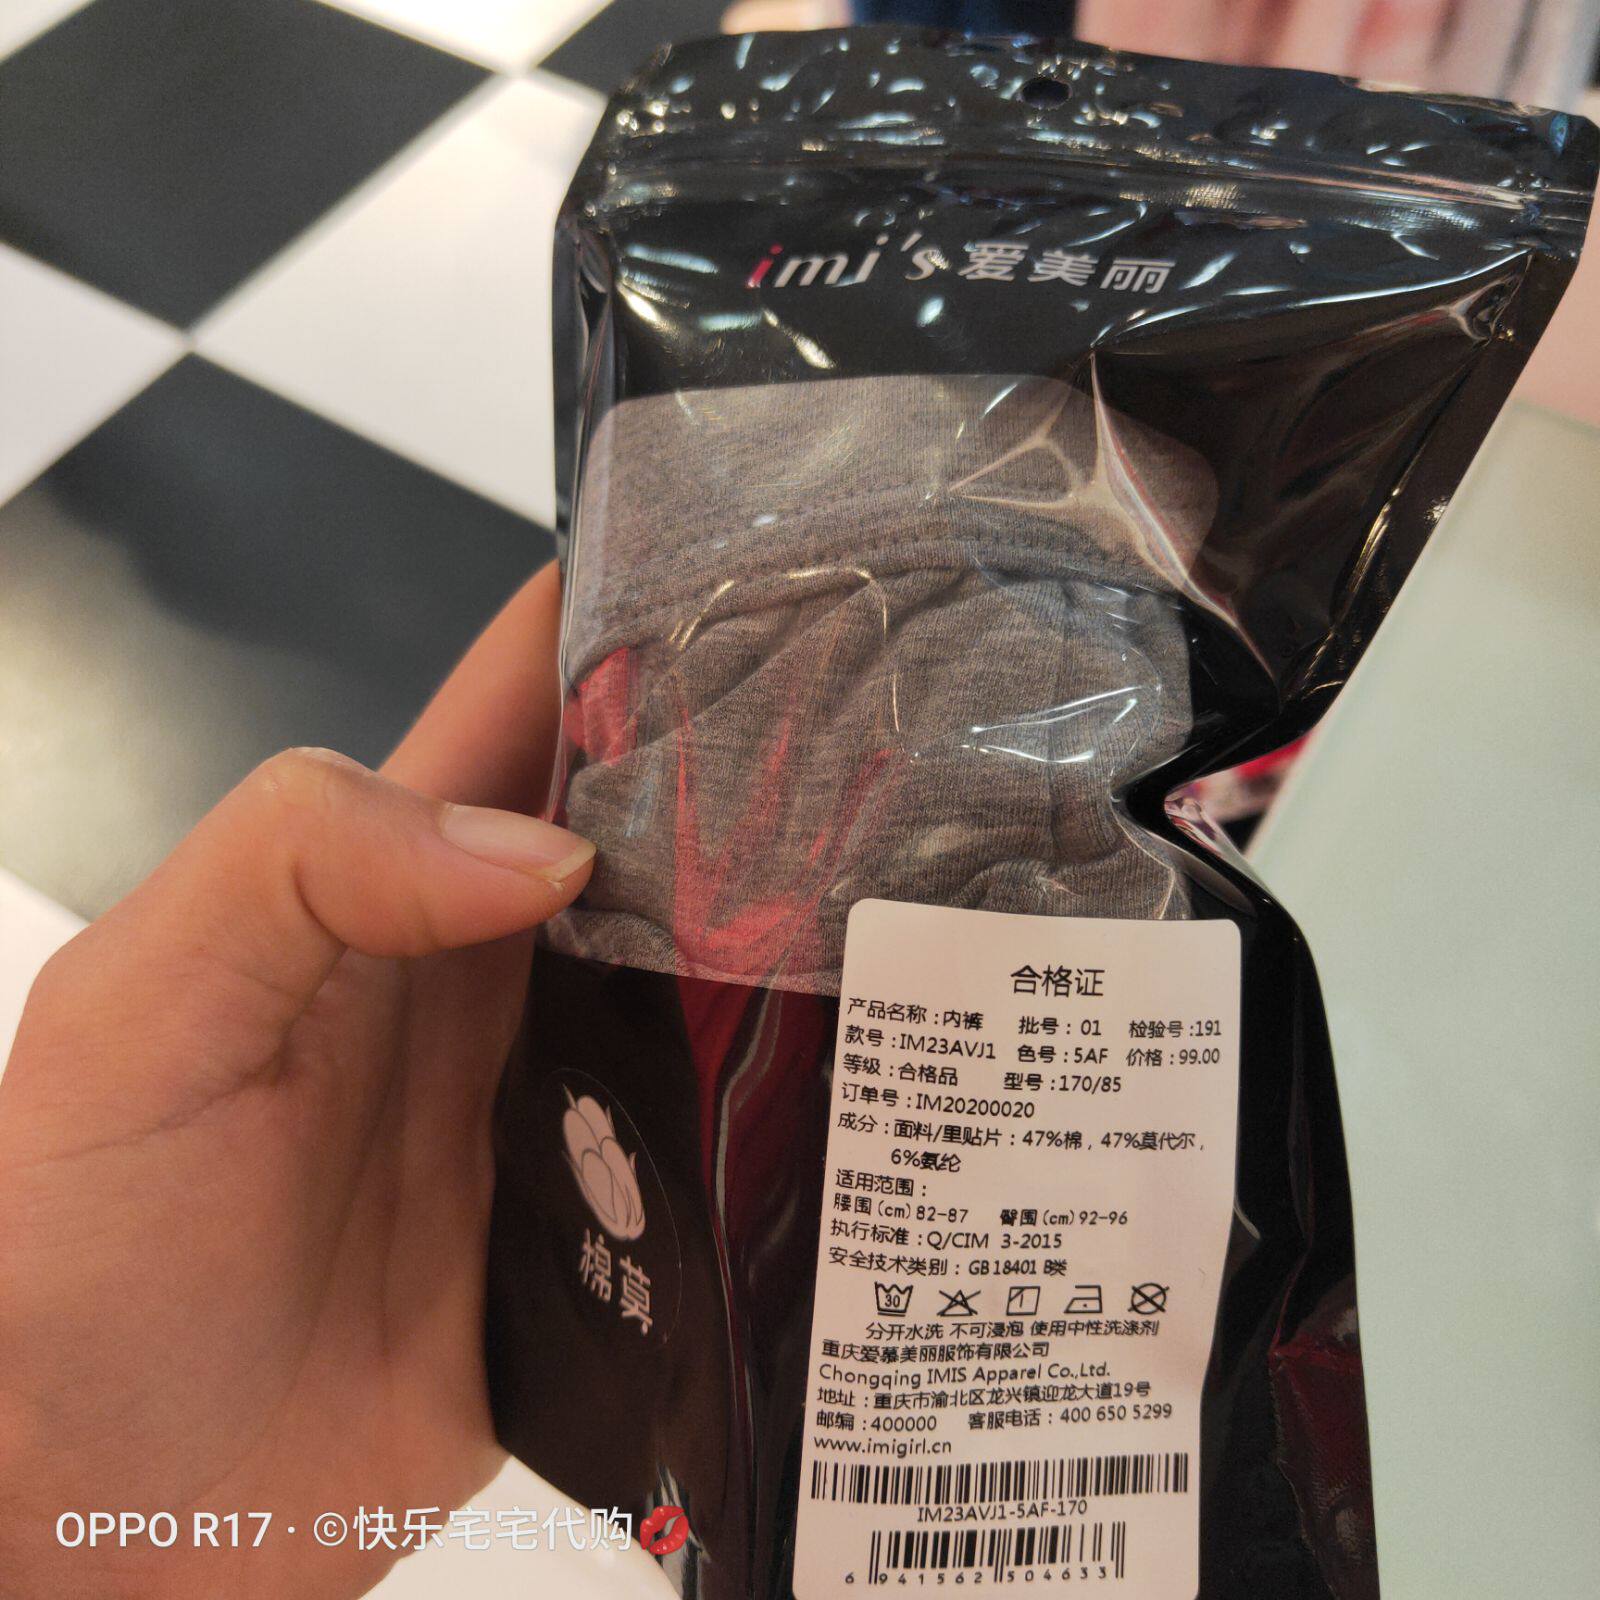 imi's 爱美丽
合格证
产品名称：内裤 批号：01 检验号：191
款号：IM23AVJ1 色号：5AF 价格：99.00
等级：合格品 型号：170/85
订单号：IM20200020
成分：面料/里贴片：47%棉，47%莫代尔，
6%氨纶
适用范围：
腰围(cm)82-87 臀围(cm)92-96
执行标准：Q/CIM 3-2015
安全技术类别：GB 18401 B类
30
分开水洗 不可浸泡 使用中性洗涤剂
重庆爱慕美丽服饰有限公司
Chongqing IMIS Apparel Co.,Ltd.
地址：重庆市渝北区龙兴镇迎龙大道19号
邮编：400000 客服电话：400 650 5299
www.imigirl.cn
IM23AVJ1-5AF-170
6 941562 504633
棉莫
OPPO R17 · ©快乐宅宅代购💋